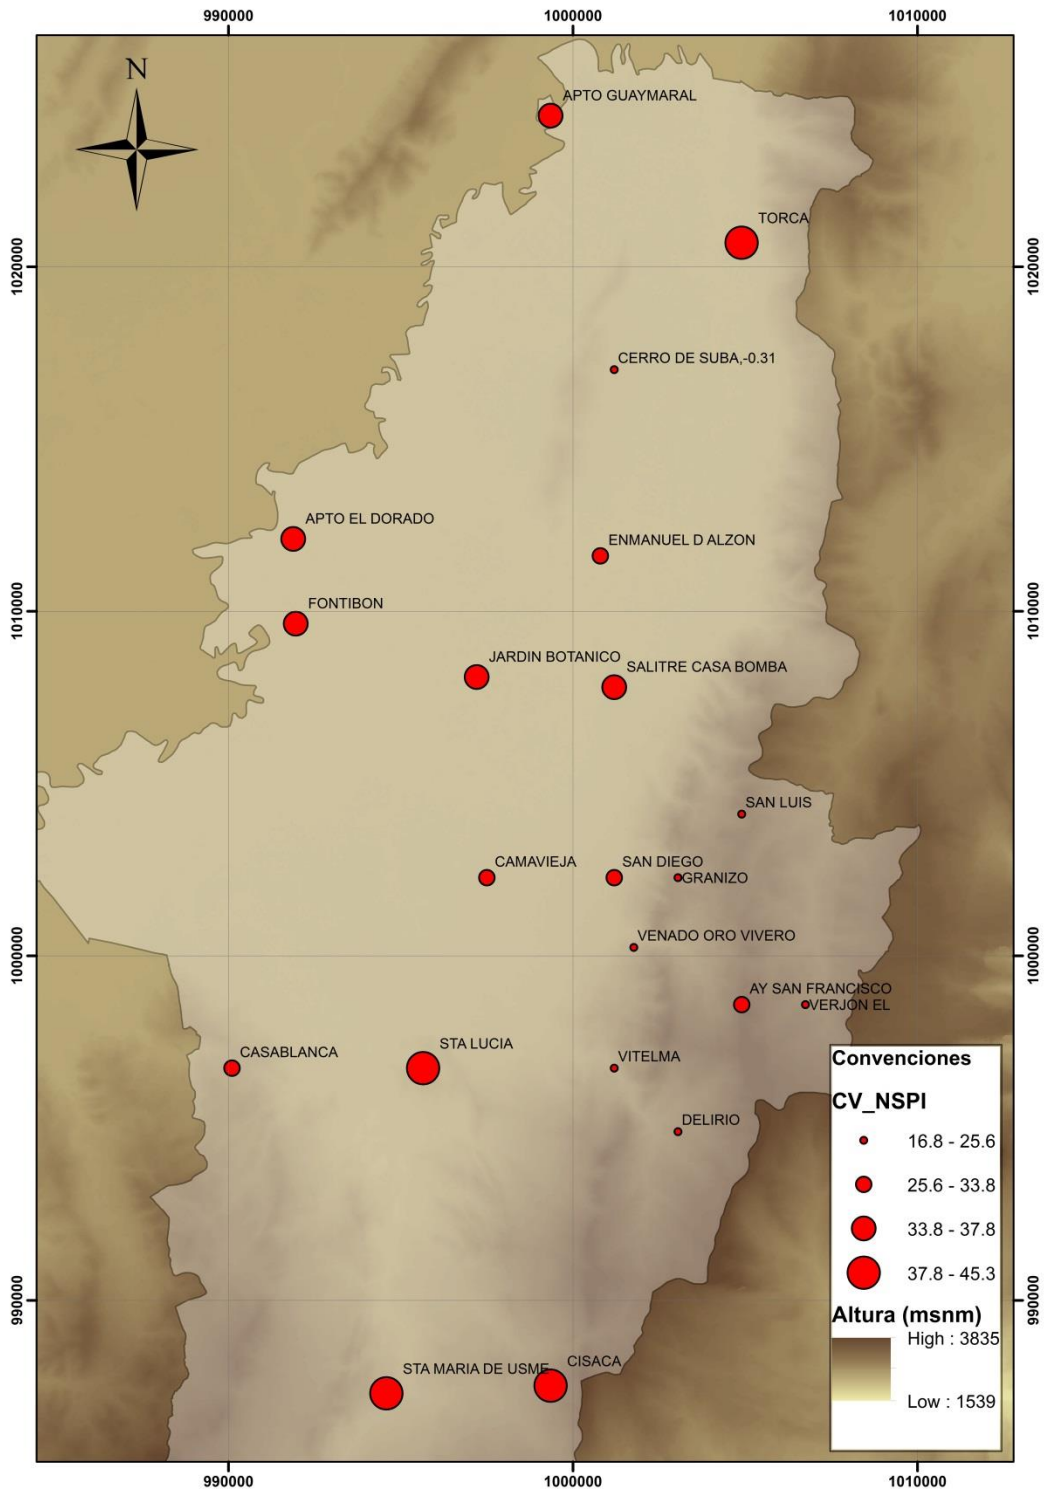 990000
1000000
1010000
N
APTO GUAYMARAL
TORCA
1020000
1020000
CERRO DE SUBA,-0.31
APTO EL DORADO
ENMANUEL D ALZON
FONTIBON
1010000
1010000
JARDIN BOTANICO
SALITRE CASA BOMBA
SAN LUIS
CAMAVIEJA
SAN DIEGO
GRANIZO
VENADO ORO VIVERO
1000000
1000000
AY SAN FRANCISCO
VERJON EL
CASABLANCA
STA LUCIA
VITELMA
DELIRIO
Convenciones
CV_NSPI
16.8 - 25.6
25.6 - 33.8
33.8 - 37.8
37.8 - 45.3
Altura (msnm)
High : 3835
Low : 1539
990000
990000
STA MARIA DE USME
CISACA
990000
1000000
1010000